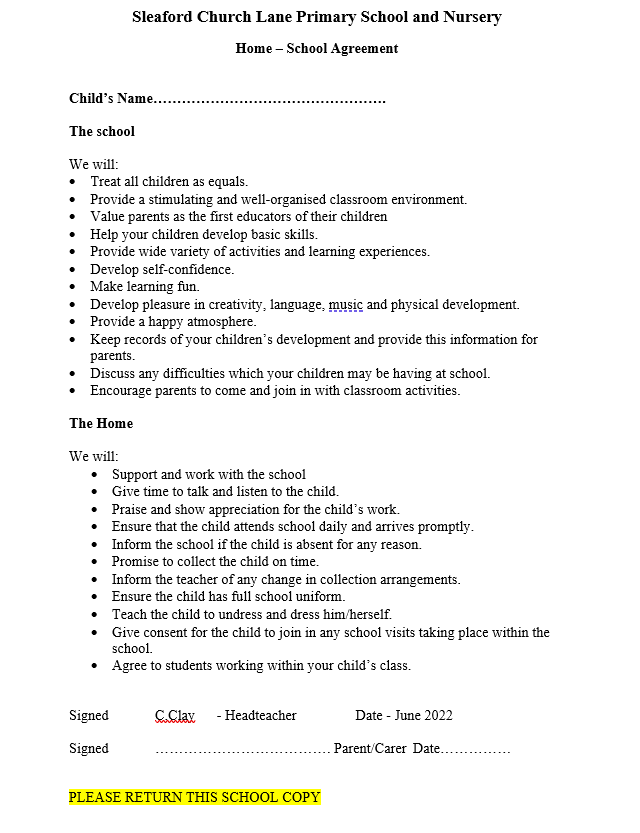 Sleaford Church Lane Primary School and Nursery
Home – School Agreement
Child’s Name…………………………………………
The school
We will:
• Treat all children as equals.
• Provide a stimulating and well-organised classroom environment.
• Value parents as the first educators of their children
• Help your children develop basic skills.
• Provide wide variety of activities and learning experiences.
• Develop self-confidence.
• Make learning fun.
• Develop pleasure in creativity, language, music and physical development.
• Provide a happy atmosphere.
• Keep records of your children’s development and provide this information for
parents.
• Discuss any difficulties which your children may be having at school.
• Encourage parents to come and join in with classroom activities.
The Home
We will:
• Support and work with the school
• Give time to talk and listen to the child.
• Praise and show appreciation for the child’s work.
• Ensure that the child attends school daily and arrives promptly.
• Inform the school if the child is absent for any reason.
• Promise to collect the child on time.
• Inform the teacher of any change in collection arrangements.
• Ensure the child has full school uniform.
• Teach the child to undress and dress him/herself.
• Give consent for the child to join in any school visits taking place within the
school.
• Agree to students working within your child’s class.
Signed C.Clay - Headteacher Date - June 2022
Signed ………………………………. Parent/Carer Date……………
PLEASE RETURN THIS SCHOOL COPY